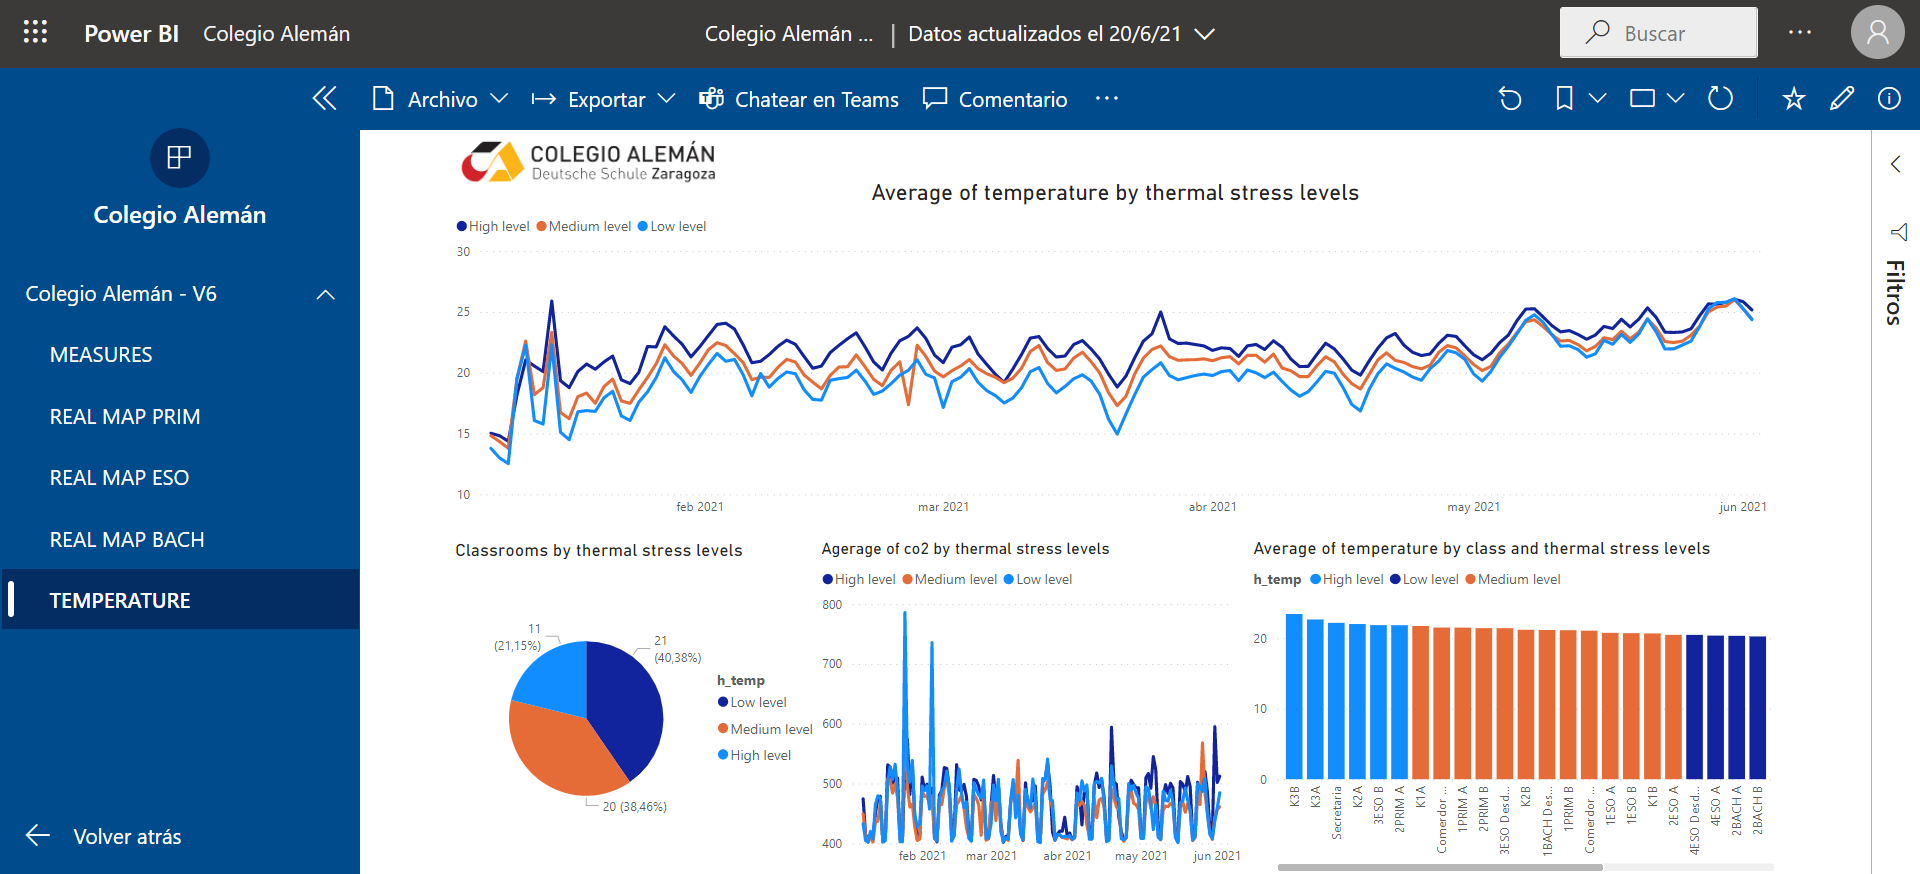 Power BI Colegio Alemán
Colegio Alemán ... | Datos actualizados el 20/6/21
Buscar
Archivo Exportar Chatear en Teams Comentario
Colegio Alemán
Colegio Alemán - V6
MEASURES
REAL MAP PRIM
REAL MAP ESO
REAL MAP BACH
TEMPERATURE
Volver atrás
COLEGIO ALEMÁN
Deutsche Schule Zaragoza
Average of temperature by thermal stress levels
High level Medium level Low level
30
25
20
15
10
feb 2021 mar 2021 abr 2021 may 2021 jun 2021
Classrooms by thermal stress levels
11
(21,15%)
21
(40,38%)
20 (38,46%)
h_temp
Low level
Medium level
High level
Agerage of co2 by thermal stress levels
High level Medium level Low level
800
700
600
500
400
feb 2021 mar 2021 abr 2021 may 2021 jun 2021
Average of temperature by class and thermal stress levels
h_temp High level Low level Medium level
20
10
0
K3B
K3A
Secretaria
K2A
3ESO B
2PRIM A
K1A
Comerdor ...
1PRIM A
2PRIM B
3ESO Desd...
K2B
1BACH Des...
1PRIM B
Comerdor ...
1ESO A
1ESO B
K1B
2ESO A
4ESO Desd...
4ESO A
2BACH A
2BACH B
Filtros